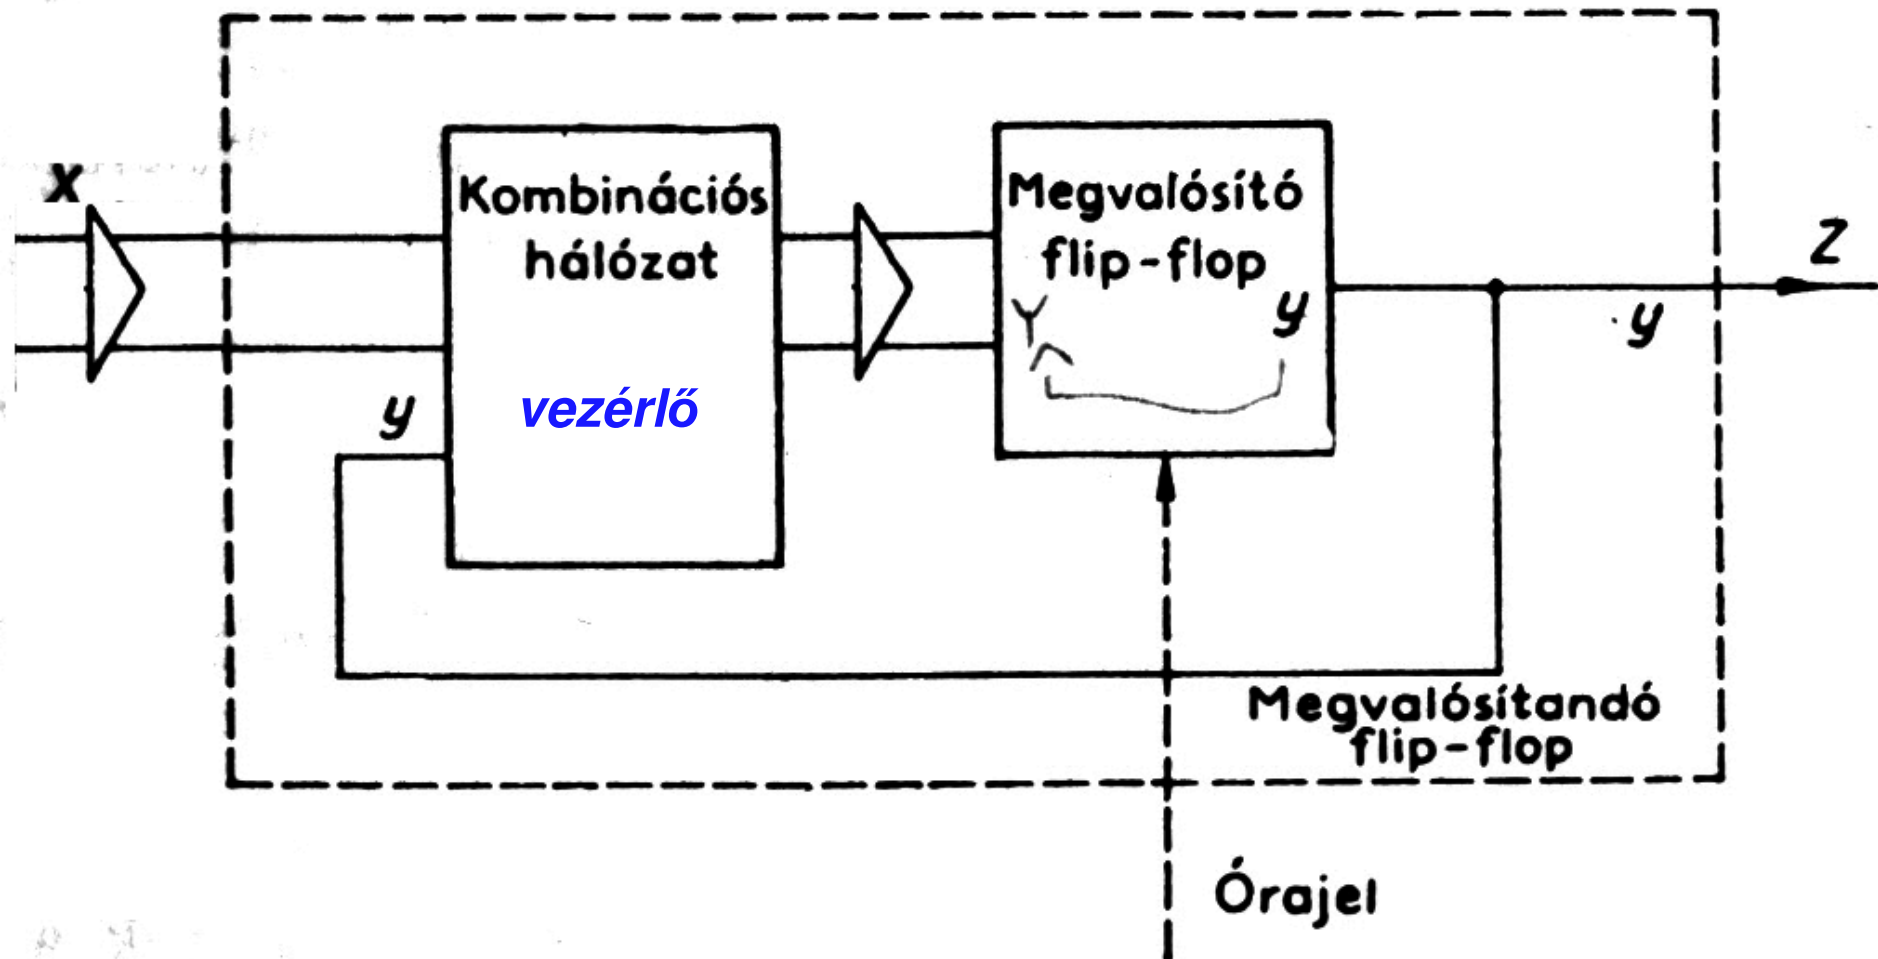 x
Kombinációs
hálózat
y
vezérlő
Megvalósító
flip-flop
Y
y
Z
y
Megvalósítandó
flip-flop
Órajel